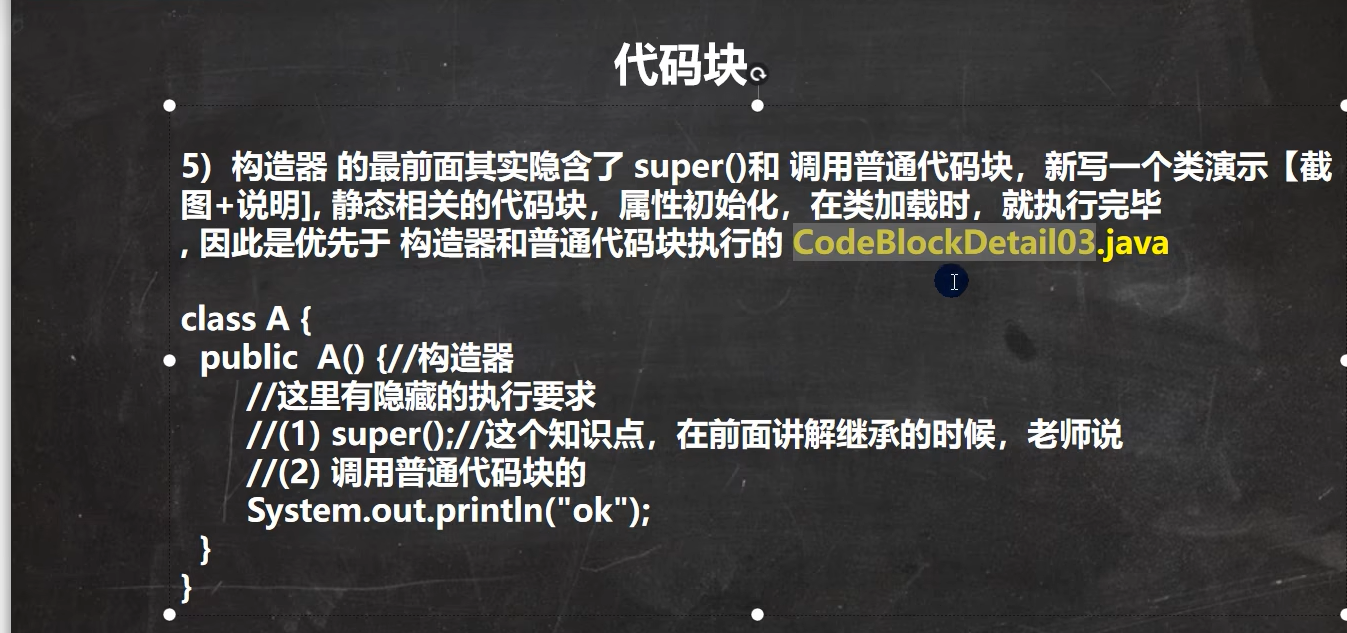 代码块
5) 构造器 的最前面其实隐含了 super()和 调用普通代码块，新写一个类演示【截
图+说明], 静态相关的代码块，属性初始化，在类加载时，就执行完毕
, 因此是优先于 构造器和普通代码块执行的 CodeBlockDetail03.java
class A {
public A() {//构造器
//这里有隐藏的执行要求
//(1) super();//这个知识点，在前面讲解继承的时候，老师说
//(2) 调用普通代码块的
System.out.println("ok");
}
}